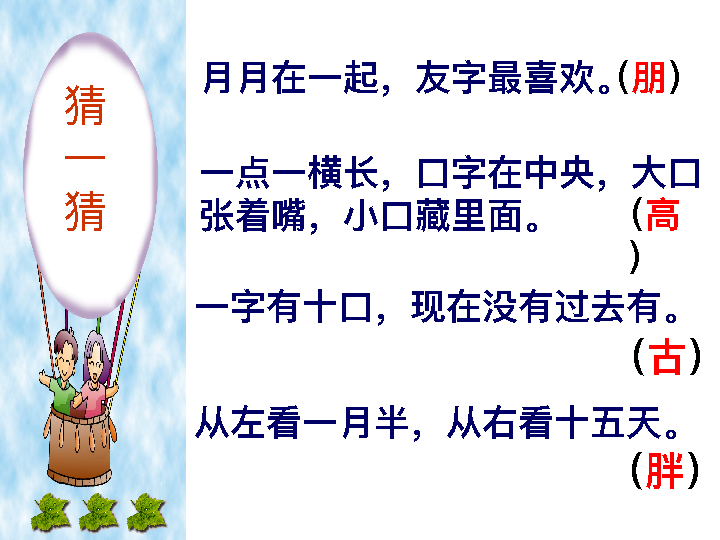 猜一猜
月月在一起，友字最喜欢。（朋）
一点一横长，口字在中央，大口
张着嘴，小口藏里面。（高
）
一字有十口，现在没有过去有。
（古）
从左看一月半，从右看十五天。
（胖）